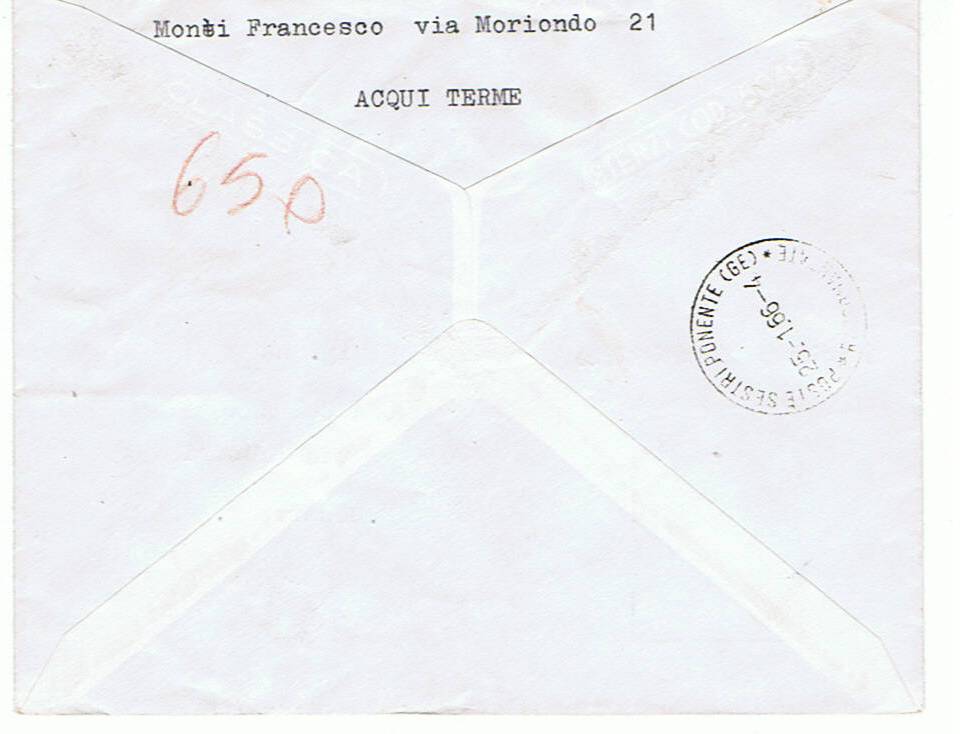 Monti Francesco via Moriondo 21
ACQUI TERME
650
POSTE SESTRI PONENTE (GE) *
25-1.66-4